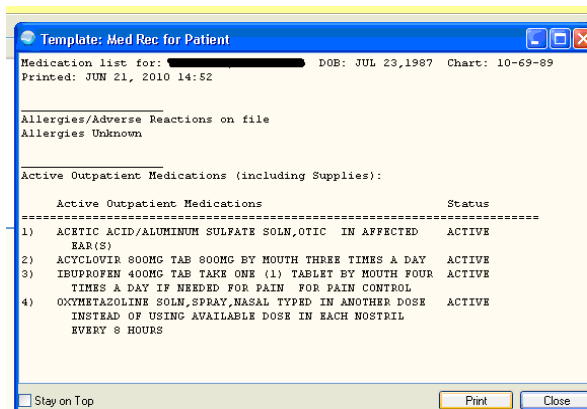 Template: Med Rec for Patient
Medication list for: DOB: JUL 23,1987 Chart: 10-69-89
Printed: JUN 21, 2010 14:52
Allergies/Adverse Reactions on file
Allergies Unknown
Active Outpatient Medications (including Supplies):
Active Outpatient Medications Status
1) ACETIC ACID/ALUMINUM SULFATE SOLN,OTIC IN AFFECTED ACTIVE
EAR(S)
2) ACYCLOVIR 800MG TAB 800MG BY MOUTH THREE TIMES A DAY ACTIVE
3) IBUPROFEN 400MG TAB TAKE ONE (1) TABLET BY MOUTH FOUR ACTIVE
TIMES A DAY IF NEEDED FOR PAIN FOR PAIN CONTROL
4) OXYMETAZOLINE SOLN,SPRAY,NASAL TYPED IN ANOTHER DOSE ACTIVE
INSTEAD OF USING AVAILABLE DOSE IN EACH NOSTRIL
EVERY 8 HOURS
Stay on Top Print Close